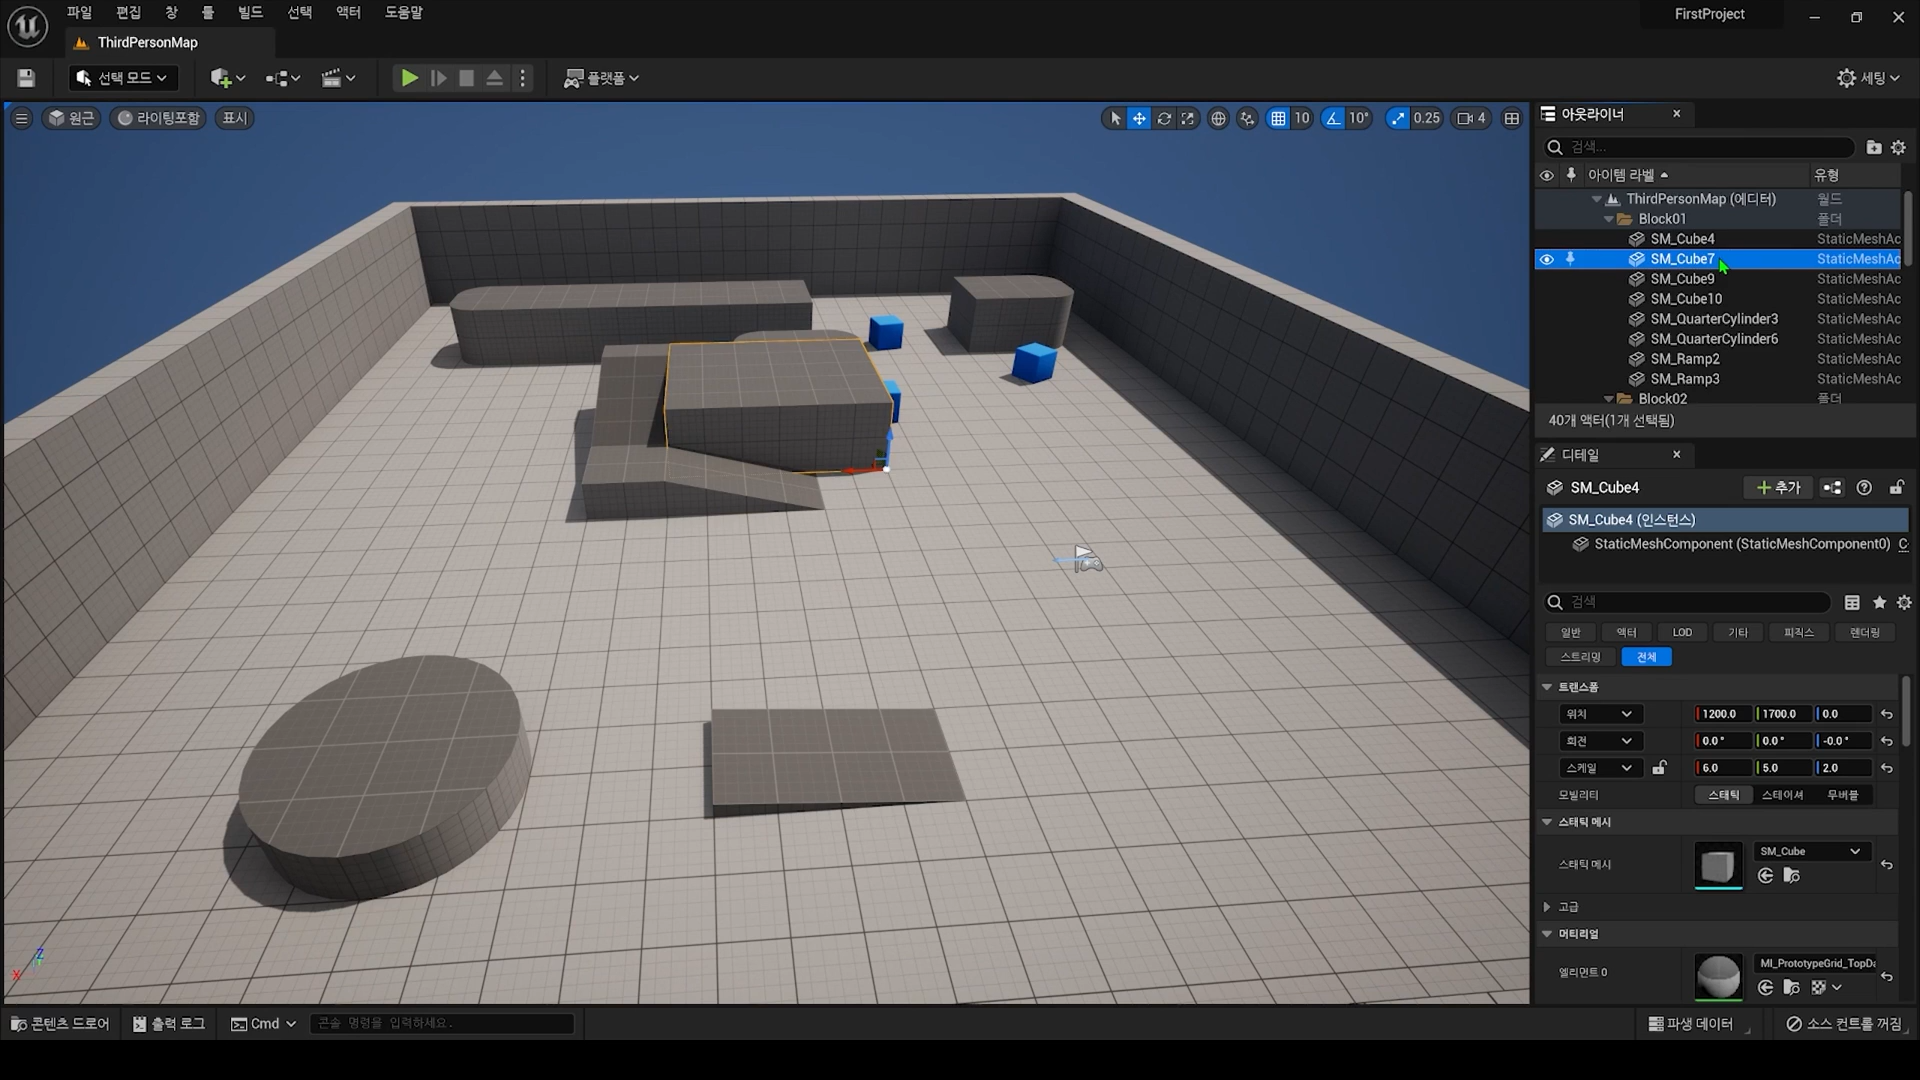 파일 편집 창 툴 빌드 선택 액터 도움말 FirstProject
ThirdPersonMap
선택 모드 플랫폼 세팅
원근 라이팅포함 표시 10 10° 0.25 4
아웃라이너
검색...
아이템 라벨 유형
ThirdPersonMap (에디터) 월드
Block01 폴더
SM_Cube4 StaticMeshAc
SM_Cube7 StaticMeshAc
SM_Cube9 StaticMeshAc
SM_Cube10 StaticMeshAc
SM_QuarterCylinder3 StaticMeshAc
SM_QuarterCylinder6 StaticMeshAc
SM_Ramp2 StaticMeshAc
SM_Ramp3 StaticMeshAc
Block02 폴더
40개 액터(1개 선택됨)
디테일
SM_Cube4 추가
SM_Cube4 (인스턴스)
StaticMeshComponent (StaticMeshComponent0) C
검색
일반 액터 LOD 기타 피직스 렌더링
스트리밍 전체
트랜스폼
위치 1200.0 1700.0 0.0
회전 0.0° 0.0° -0.0°
스케일 6.0 5.0 2.0
모빌리티 스태틱 스테이셔 무버블
스태틱 메시
스태틱 메시 SM_Cube
고급
머티리얼
엘리먼트 0 MI_PrototypeGrid_TopDa
Z
X
콘텐츠 드로어 출력 로그 Cmd 콘솔 명령을 입력하세요. 파생 데이터 소스 컨트롤 꺼짐